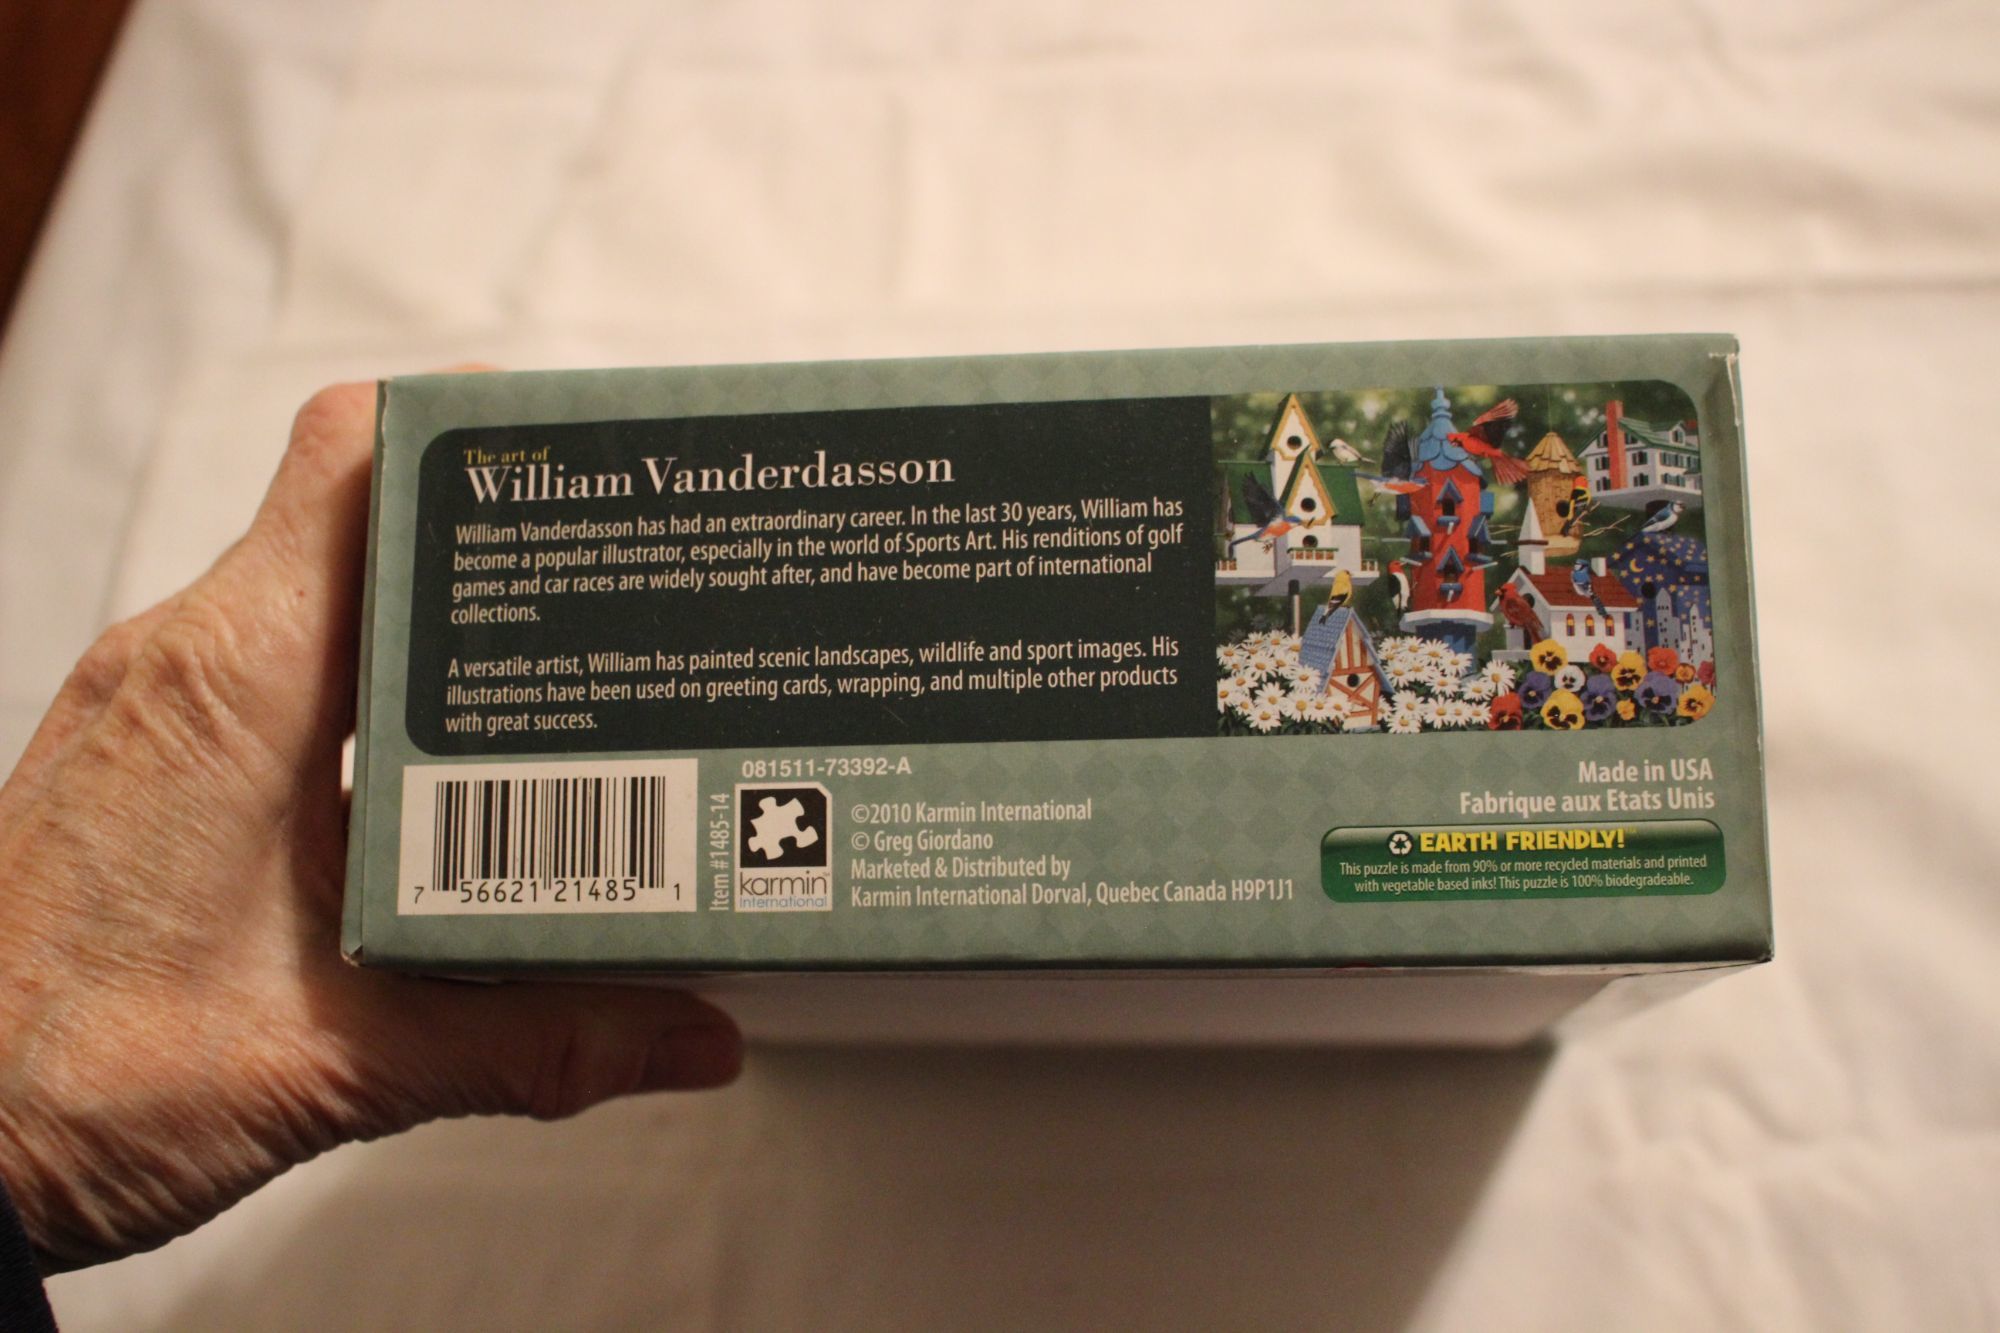 The art of
William Vanderdasson
William Vanderdasson has had an extraordinary career. In the last 30 years, William has
become a popular illustrator, especially in the world of Sports Art. His renditions of golf
games and car races are widely sought after, and have become part of international
collections.
A versatile artist, William has painted scenic landscapes, wildlife and sport images. His
illustrations have been used on greeting cards, wrapping, and multiple other products
with great success.
7 56621 21485 1
Item #1485-14
081511-73392-A
karmin™
International
©2010 Karmin International
© Greg Giordano
Marketed & Distributed by
Karmin International Dorval, Quebec Canada H9P1J1
Made in USA
Fabrique aux Etats Unis
EARTH FRIENDLY!™
This puzzle is made from 90% or more recycled materials and printed
with vegetable based inks! This puzzle is 100% biodegradeable.